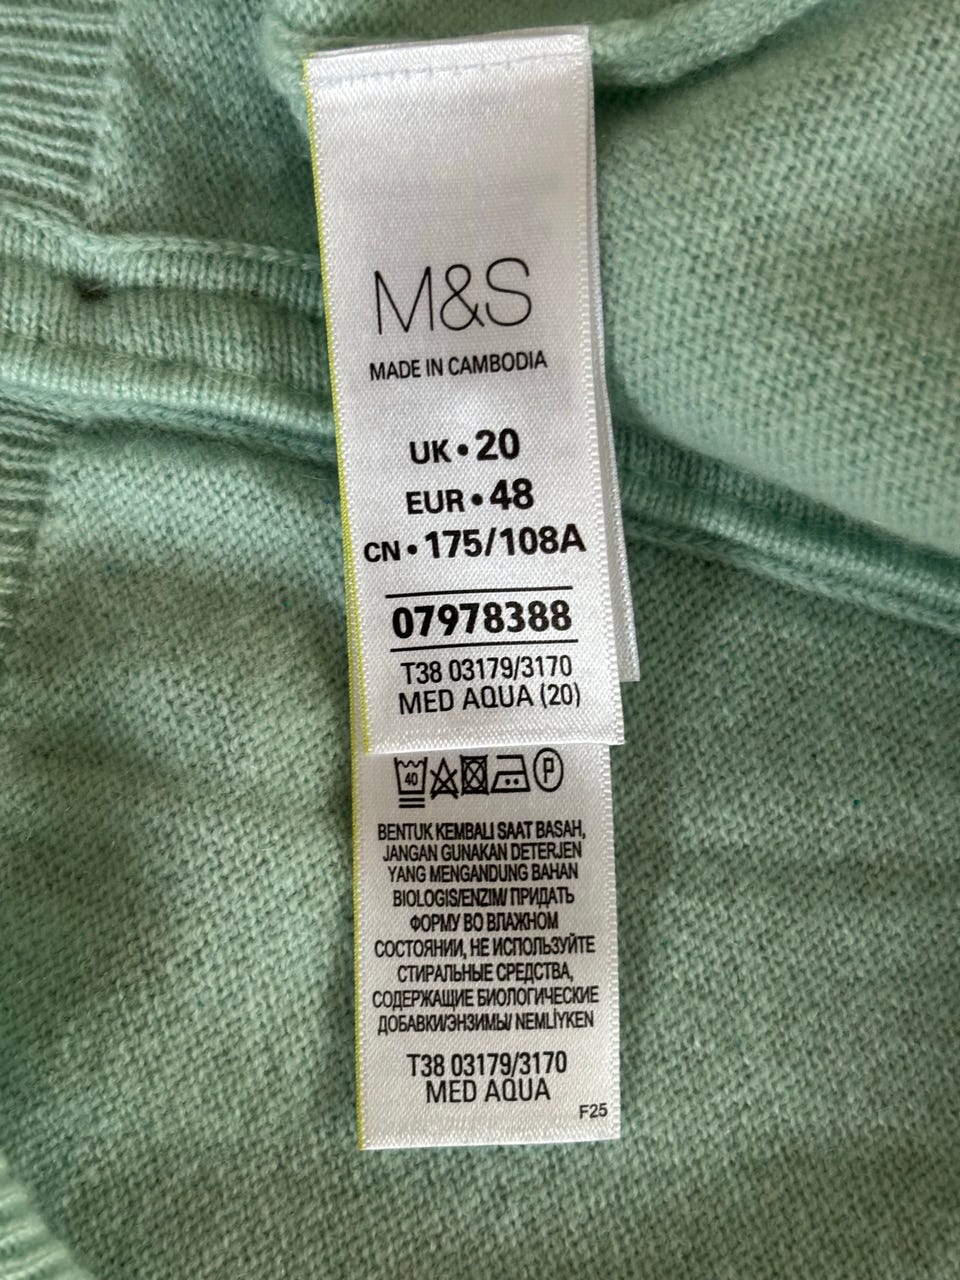 M&S
MADE IN CAMBODIA
UK • 20
EUR • 48
CN • 175/108A
07978388
T38 03179/3170
MED AQUA (20)
40
P
BENTUK KEMBALI SAAT BASAH,
JANGAN GUNAKAN DETERJEN
YANG MENGANDUNG BAHAN
BIOLOGIS/ENZIM/ ПРИДАТЬ
ФОРМУ ВО ВЛАЖНОМ
СОСТОЯНИИ, НЕ ИСПОЛЬЗУЙТЕ
СТИРАЛЬНЫЕ СРЕДСТВА,
СОДЕРЖАЩИЕ БИОЛОГИЧЕСКИЕ
ДОБАВКИ/ЭНЗИМЫ/ NEMLİYKEN
T38 03179/3170
MED AQUA
F25